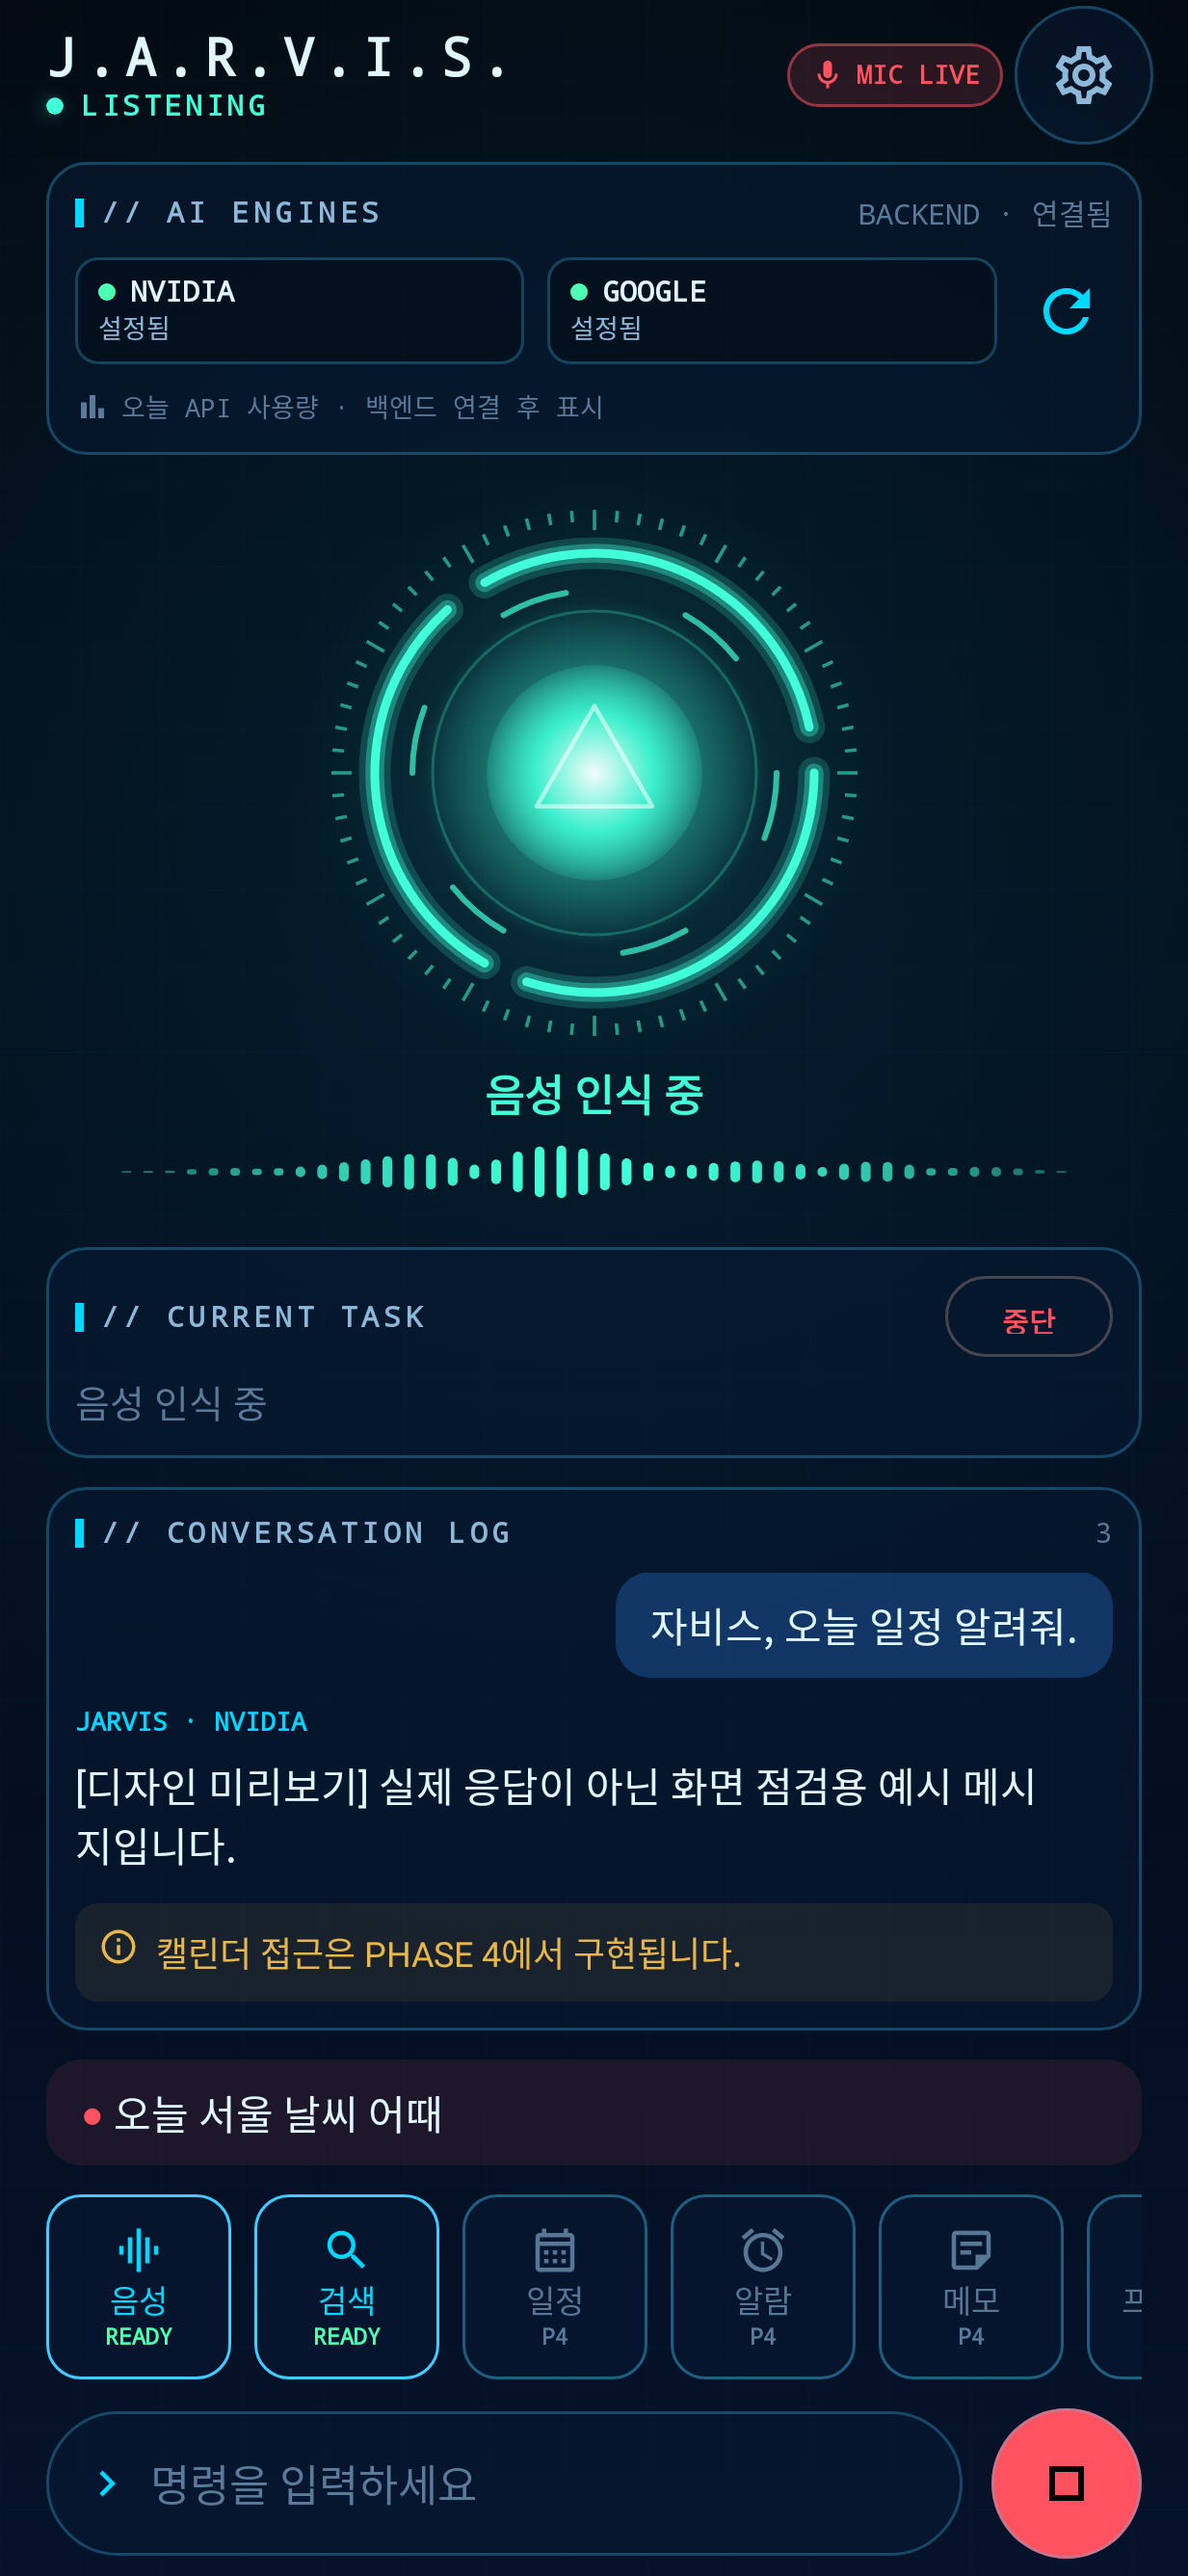 J.A.R.V.I.S.
LISTENING
MIC LIVE
// AI ENGINES
BACKEND · 연결됨
NVIDIA
설정됨
GOOGLE
설정됨
오늘 API 사용량 · 백엔드 연결 후 표시
음성 인식 중
// CURRENT TASK
중단
음성 인식 중
// CONVERSATION LOG
3
자비스, 오늘 일정 알려줘.
JARVIS · NVIDIA
[디자인 미리보기] 실제 응답이 아닌 화면 점검용 예시 메시
지입니다.
캘린더 접근은 PHASE 4에서 구현됩니다.
오늘 서울 날씨 어때
음성
READY
검색
READY
일정
P4
알람
P4
메모
P4
명령을 입력하세요